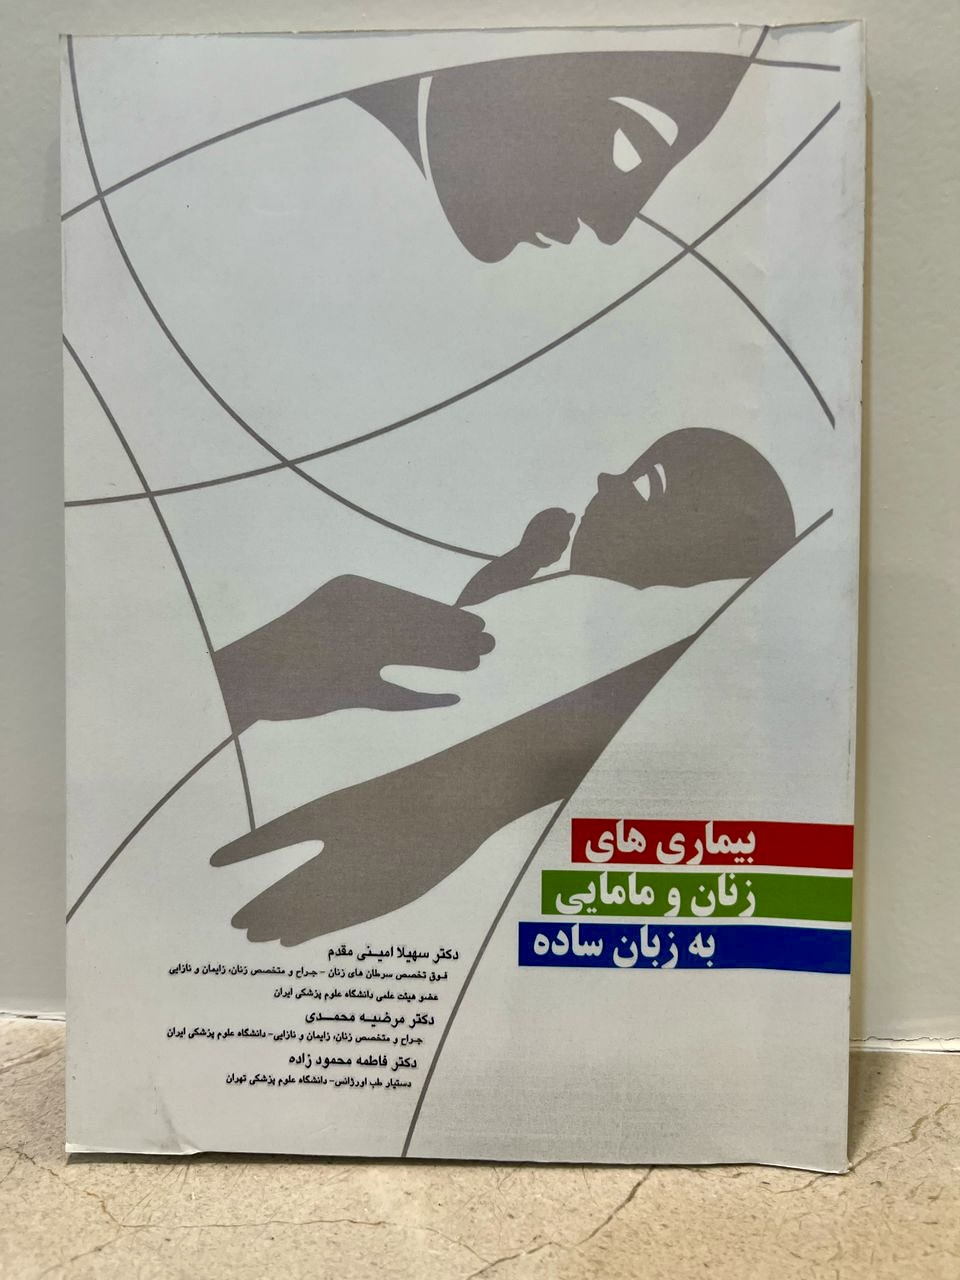 بیماری های
زنان و مامایی
به زبان ساده
دکتر سهیلا امینی مقدم
فوق تخصص سرطان های زنان - جراح و متخصص زنان، زایمان و نازایی
عضو هیئت علمی دانشگاه علوم پزشکی ایران
دکتر مرضیه محمدی
جراح و متخصص زنان، زایمان و نازایی- دانشگاه علوم پزشکی ایران
دکتر فاطمه محمود زاده
دستیار طب اورژانس- دانشگاه علوم پزشکی تهران